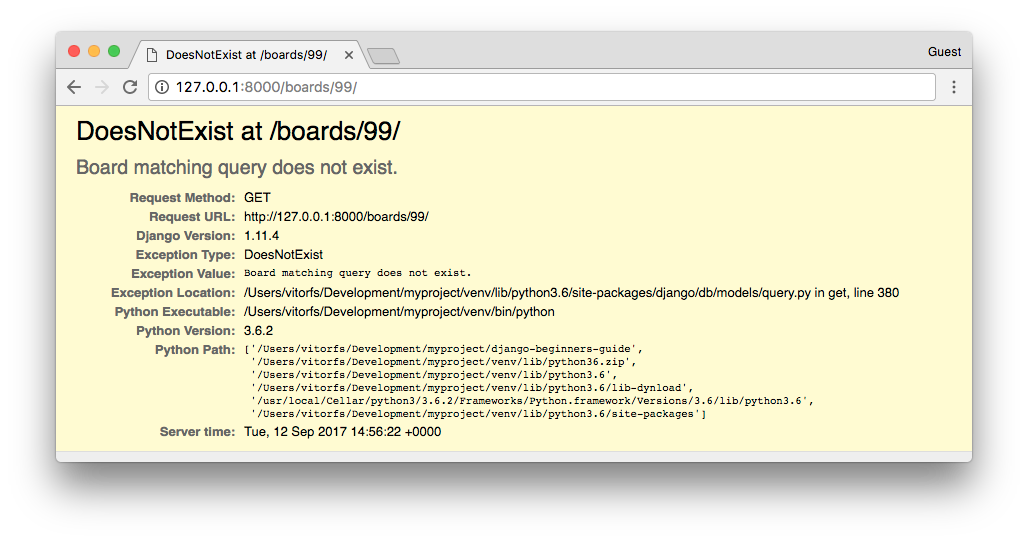 DoesNotExist at /boards/99/
Guest
127.0.0.1:8000/boards/99/
DoesNotExist at /boards/99/
Board matching query does not exist.
Request Method: GET
Request URL: http://127.0.0.1:8000/boards/99/
Django Version: 1.11.4
Exception Type: DoesNotExist
Exception Value: Board matching query does not exist.
Exception Location: /Users/vitorfs/Development/myproject/venv/lib/python3.6/site-packages/django/db/models/query.py in get, line 380
Python Executable: /Users/vitorfs/Development/myproject/venv/bin/python
Python Version: 3.6.2
Python Path: ['/Users/vitorfs/Development/myproject/django-beginners-guide',
'/Users/vitorfs/Development/myproject/venv/lib/python36.zip',
'/Users/vitorfs/Development/myproject/venv/lib/python3.6',
'/Users/vitorfs/Development/myproject/venv/lib/python3.6/lib-dynload',
'/usr/local/Cellar/python3/3.6.2/Frameworks/Python.framework/Versions/3.6/lib/python3.6',
'/Users/vitorfs/Development/myproject/venv/lib/python3.6/site-packages']
Server time: Tue, 12 Sep 2017 14:56:22 +0000